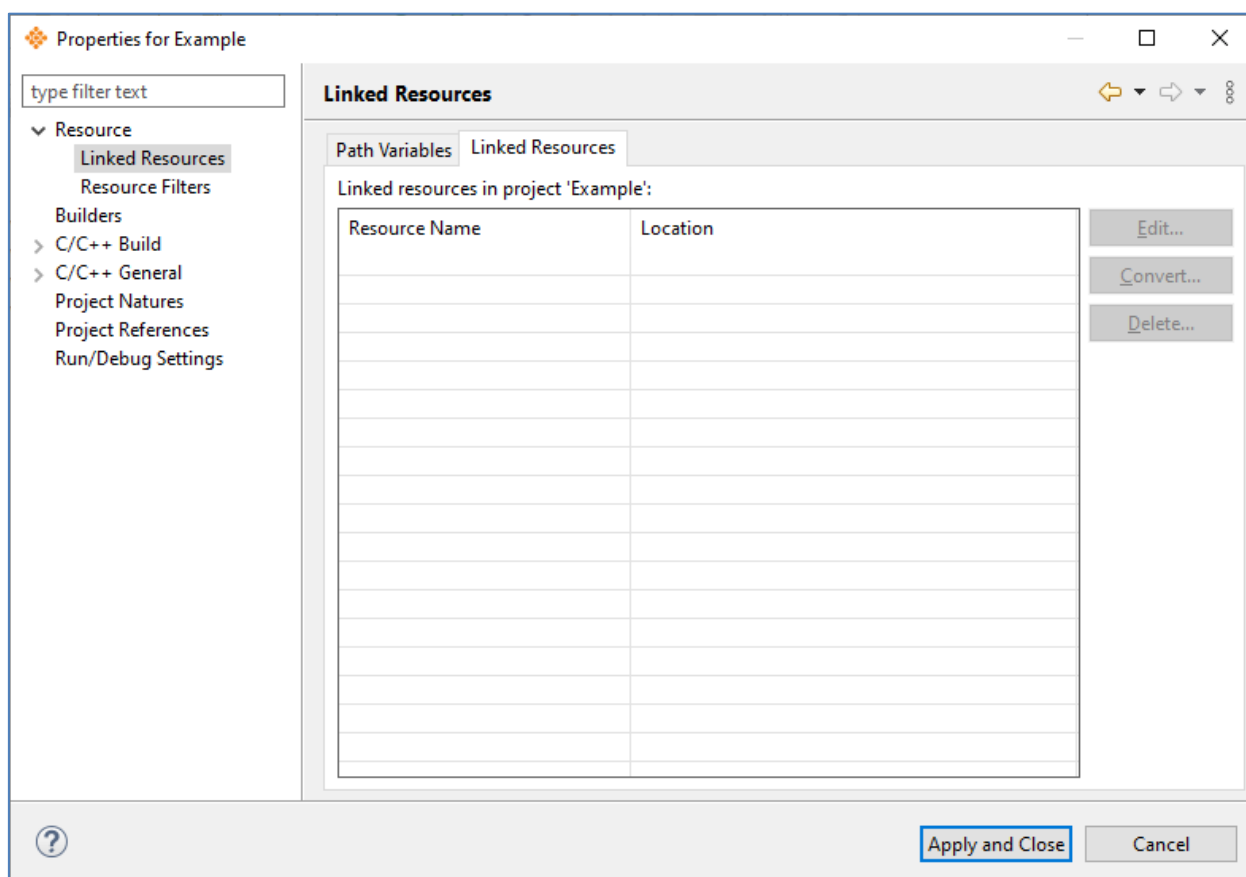 Properties for Example
type filter text
Linked Resources
Resource
Linked Resources
Resource Filters
Builders
C/C++ Build
C/C++ General
Project Natures
Project References
Run/Debug Settings
Path Variables
Linked Resources
Linked resources in project 'Example':
Resource Name
Location
Edit...
Convert...
Delete...
?
Apply and Close
Cancel